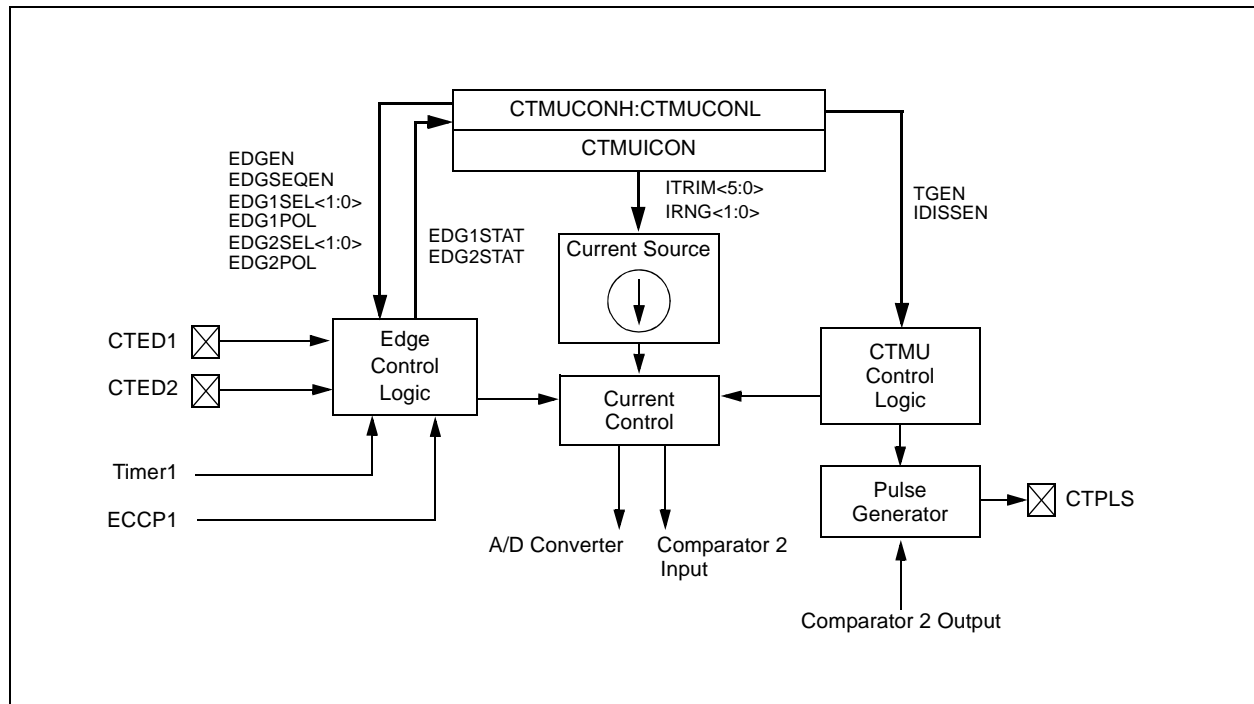 CTMUCONH:CTMUCONL
CTMUICON
EDGEN
EDGSEQEN
EDG1SEL<1:0>
EDG1POL
EDG2SEL<1:0>
EDG2POL
EDG1STAT
EDG2STAT
ITRIM<5:0>
IRNG<1:0>
TGEN
IDISSEN
Current Source
CTED1
CTED2
Edge
Control
Logic
Current
Control
CTMU
Control
Logic
Timer1
ECCP1
Pulse
Generator
CTPLS
A/D Converter
Comparator 2
Input
Comparator 2 Output